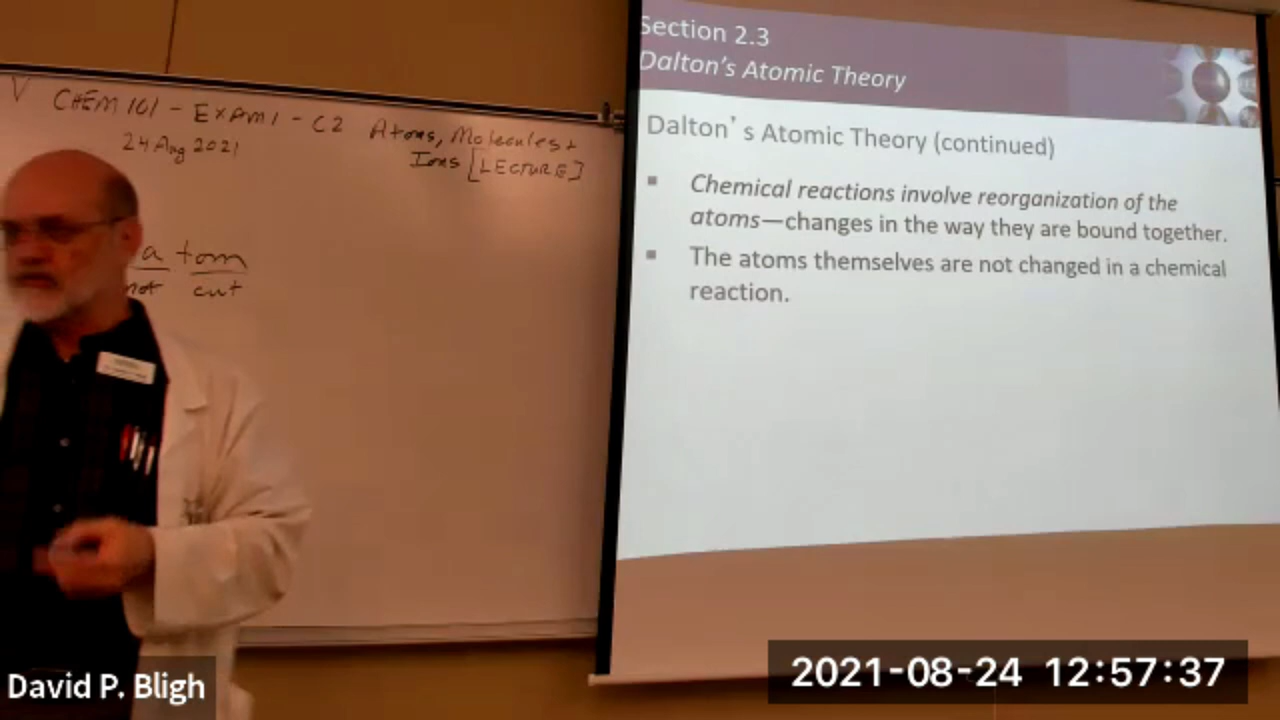 CHEM 101 - EXAM 1 - C2 Atoms, Molecules +
24 Aug 2021
Ions [LECTURE]
a tom
not cut
Section 2.3
Dalton's Atomic Theory
Dalton's Atomic Theory (continued)
▪ Chemical reactions involve reorganization of the
atoms—changes in the way they are bound together.
▪ The atoms themselves are not changed in a chemical
reaction.
David P. Bligh
2021-08-24 12:57:37